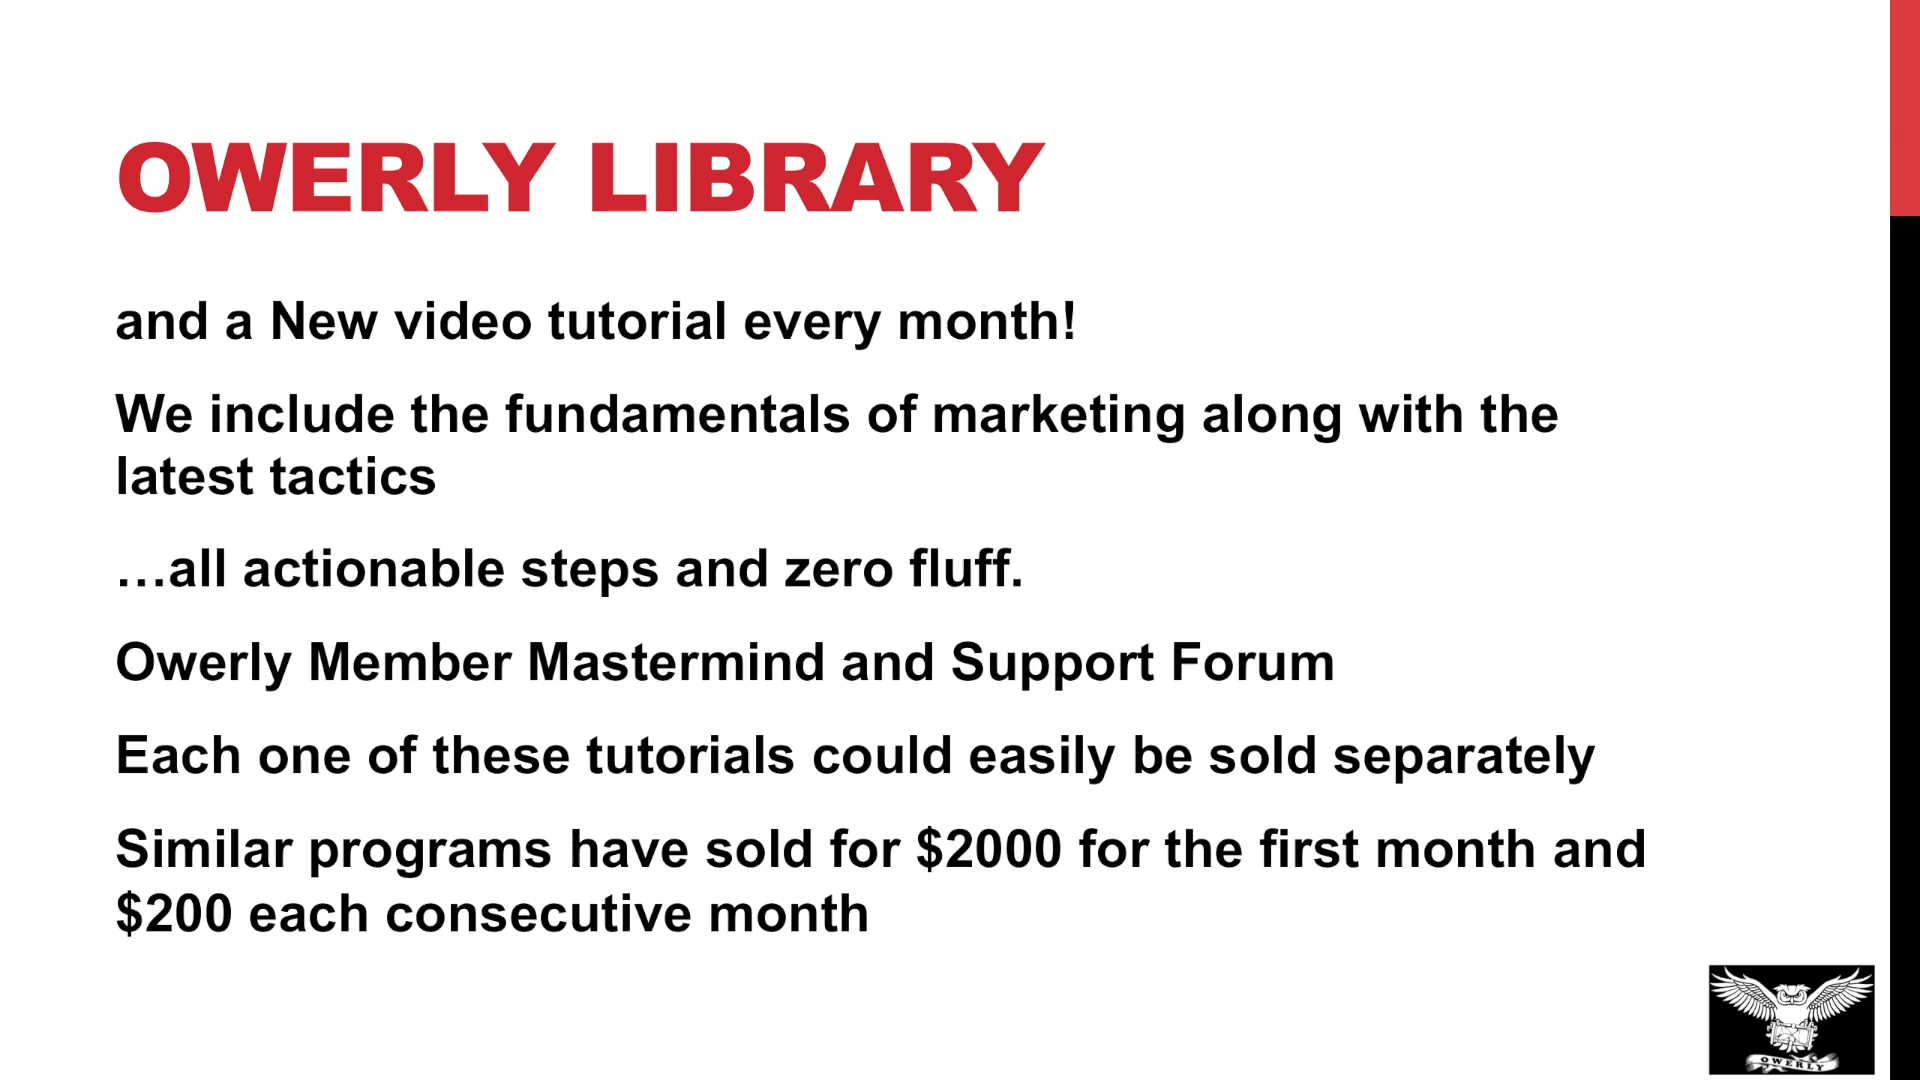 OWERLY LIBRARY
and a New video tutorial every month!
We include the fundamentals of marketing along with the
latest tactics
…all actionable steps and zero fluff.
Owerly Member Mastermind and Support Forum
Each one of these tutorials could easily be sold separately
Similar programs have sold for $2000 for the first month and
$200 each consecutive month
OWERLY